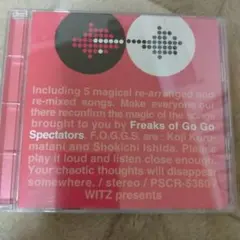 Including 5 magical re-arranged and
re-mixed songs. Make everyone out
there reconfirm the magic of the songs
brought to you by Freaks of Go Go
Spectators. F.O.G.G.S. are: Koji Kuru-
matani and Shokichi Ishida. Please
play it loud and listen close enough.
Your chaotic thoughts will disappear
somewhere. / stereo / PSCR-5360 /
WITZ presents